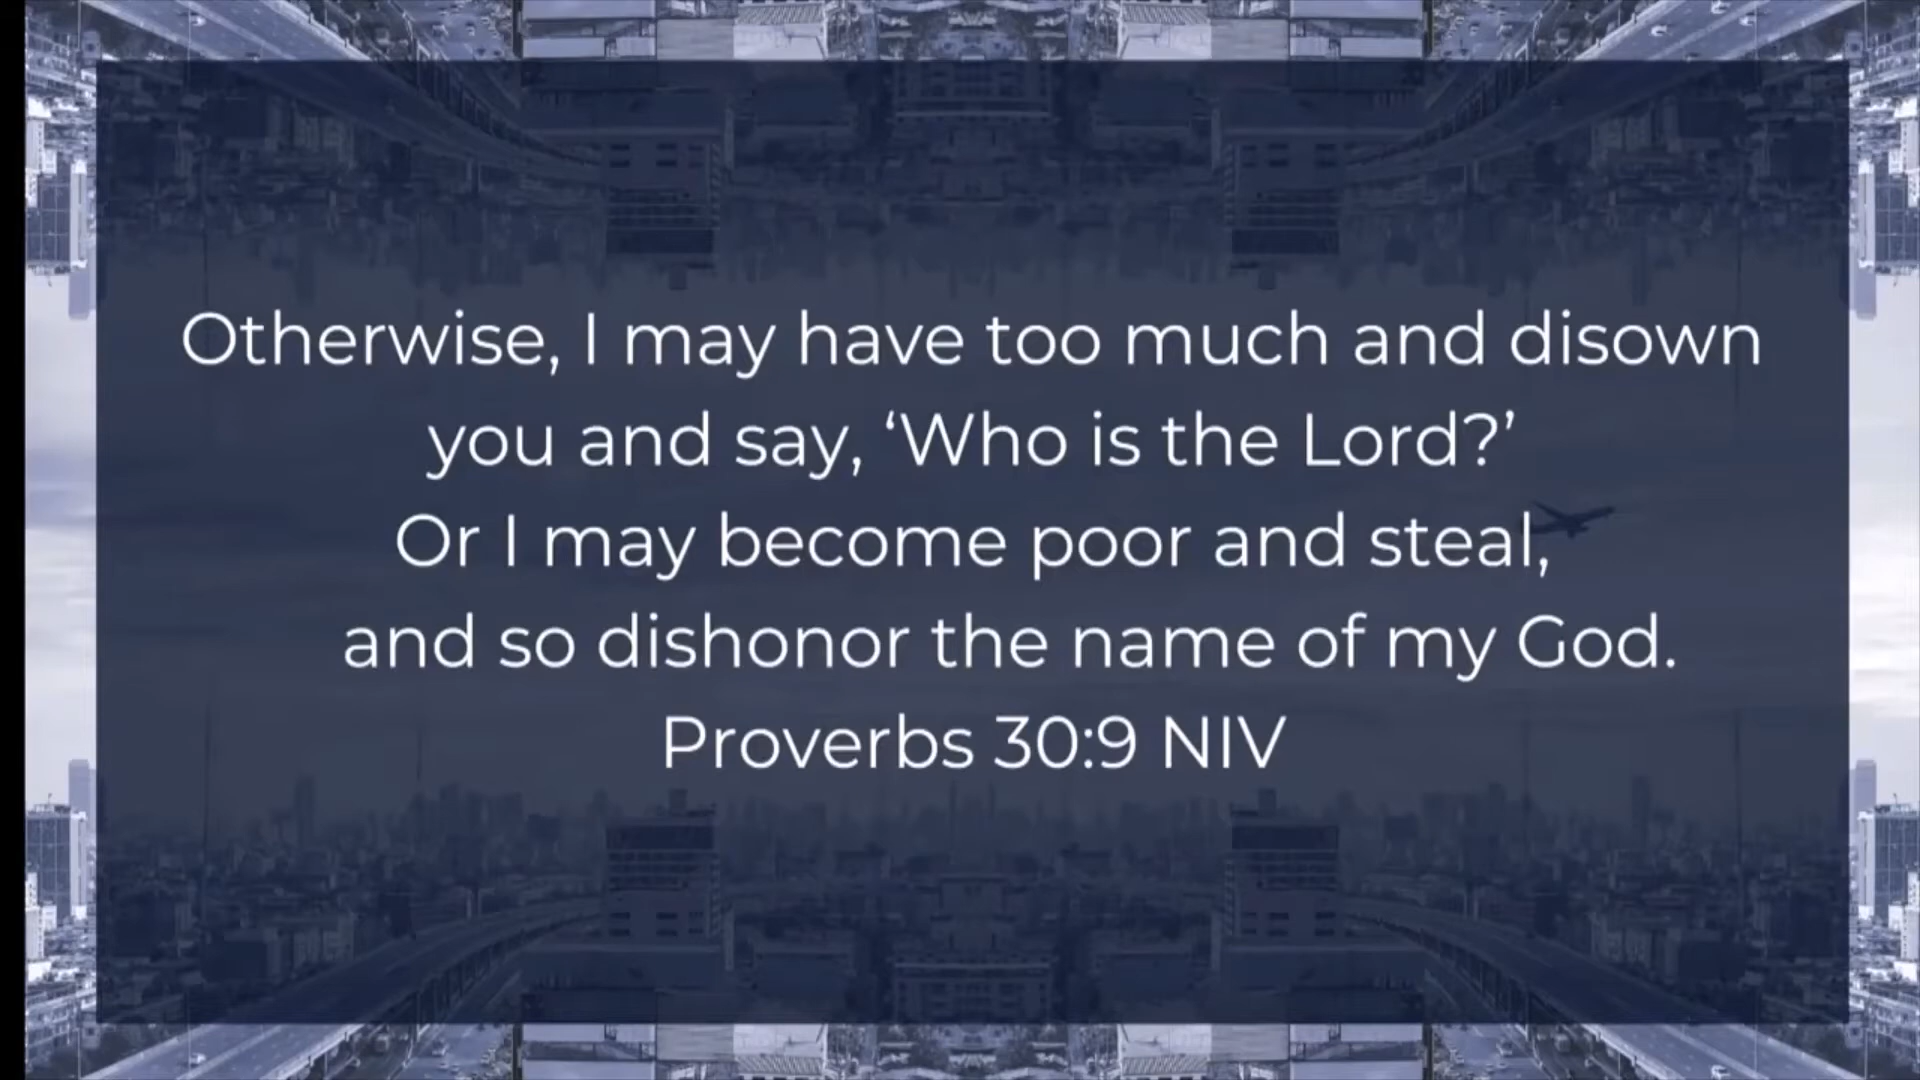 Otherwise, I may have too much and disown
you and say, ‘Who is the Lord?’
Or I may become poor and steal,
and so dishonor the name of my God.
Proverbs 30:9 NIV